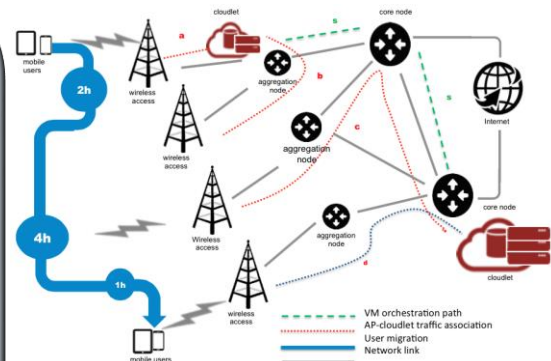 cloudlet
core node
s
a
mobile
users
2h
wireless
access
aggregation
node
b
s
Internet
c
wireless
access
aggregation
node
core node
4h
Wireless
access
aggregation
node
cloudlet
d
1h
wireless
access
VM orchestration path
AP-cloudlet traffic association
User migration
Network link
mobile users